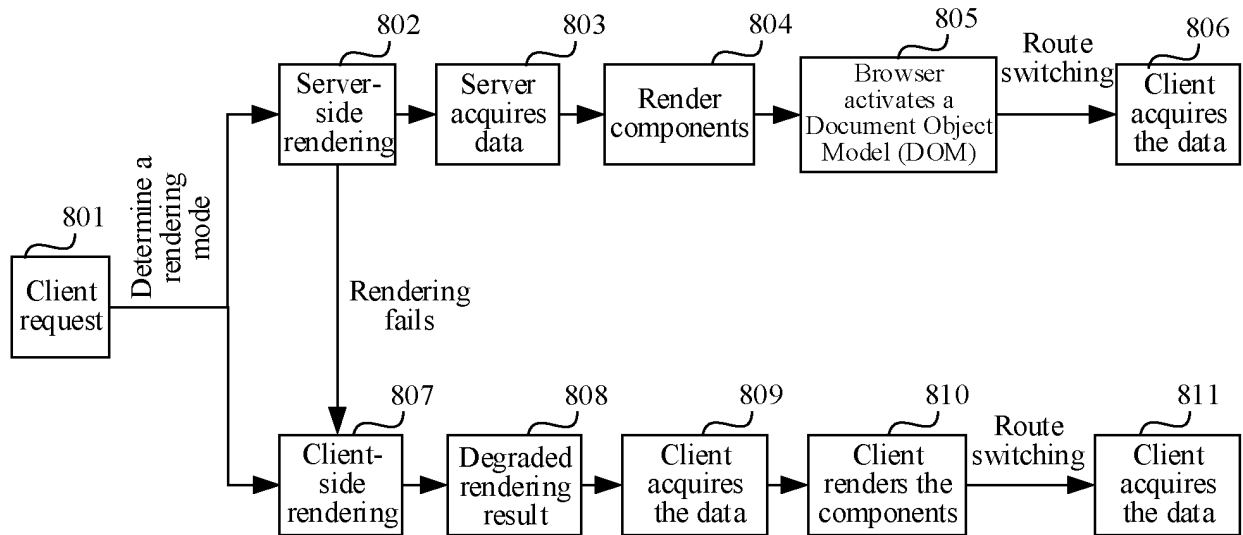 802
803
804
805
806
Server-
side
rendering
Server
acquires
data
Render
components
Browser
activates a
Document Object
Model (DOM)
Route
switching
Client
acquires
the data
801
Client
request
Determine a
rendering
mode
Rendering
fails
807
808
809
810
811
Client-
side
rendering
Degraded
rendering
result
Client
acquires
the data
Client
renders the
components
Route
switching
Client
acquires
the data